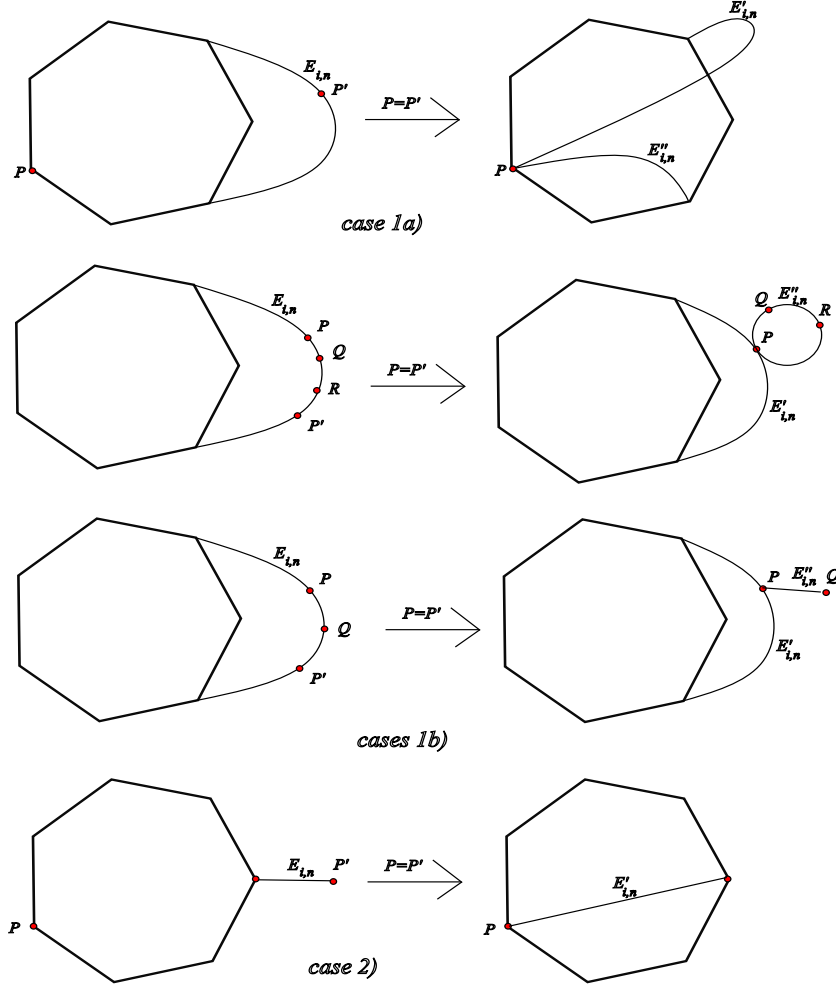 E'i,n
Ei,n
P'
P=P'
E''i,n
P
P
case 1a)
Ei,n
P
Q
R
P'
P=P'
Q
E''i,n
R
P
E'i,n
Ei,n
P
Q
P'
P=P'
P
E''i,n
Q
E'i,n
cases 1b)
Ei,n
P'
P=P'
E'i,n
P
P
case 2)